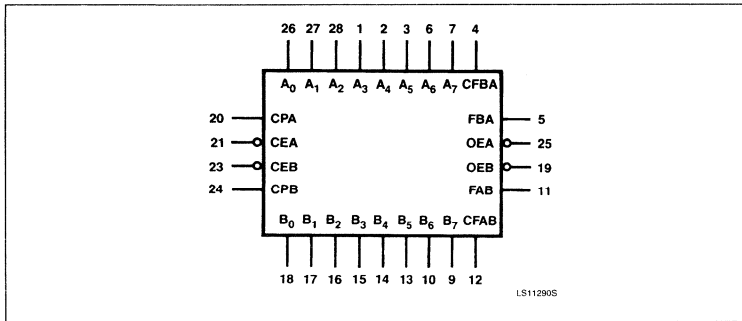 26 27 28 1 2 3 6 7 4
A₀ A₁ A₂ A₃ A₄ A₅ A₆ A₇ CFBA
20 CPA FBA 5
21 CEA OEA 25
23 CEB OEB 19
24 CPB FAB 11
B₀ B₁ B₂ B₃ B₄ B₅ B₆ B₇ CFAB
18 17 16 15 14 13 10 9 12
LS11290S